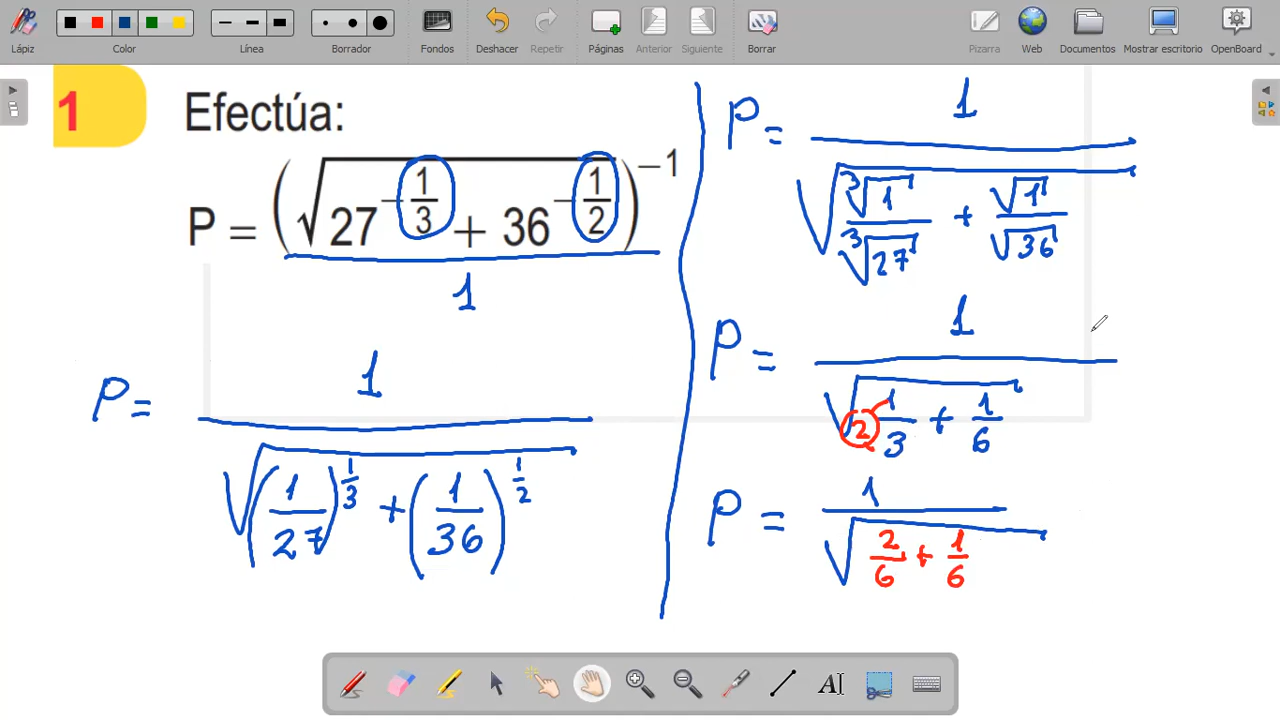 Lápiz Color Línea Borrador Fondos Deshacer Repetir Páginas Anterior Siguiente Borrar Pizarra Web Documentos Mostrar escritorio OpenBoard
1 Efectúa:
P = (√(27^(-1/3) + 36^(-1/2)))^(-1)
1
P = 1/√((1/27)^(1/3) + (1/36)^(1/2))
P = 1/√(∛1/∛27 + √1/√36)
P = 1/√(2 1/3 + 1/6)
P = 1/√(2/6 + 1/6)
AI